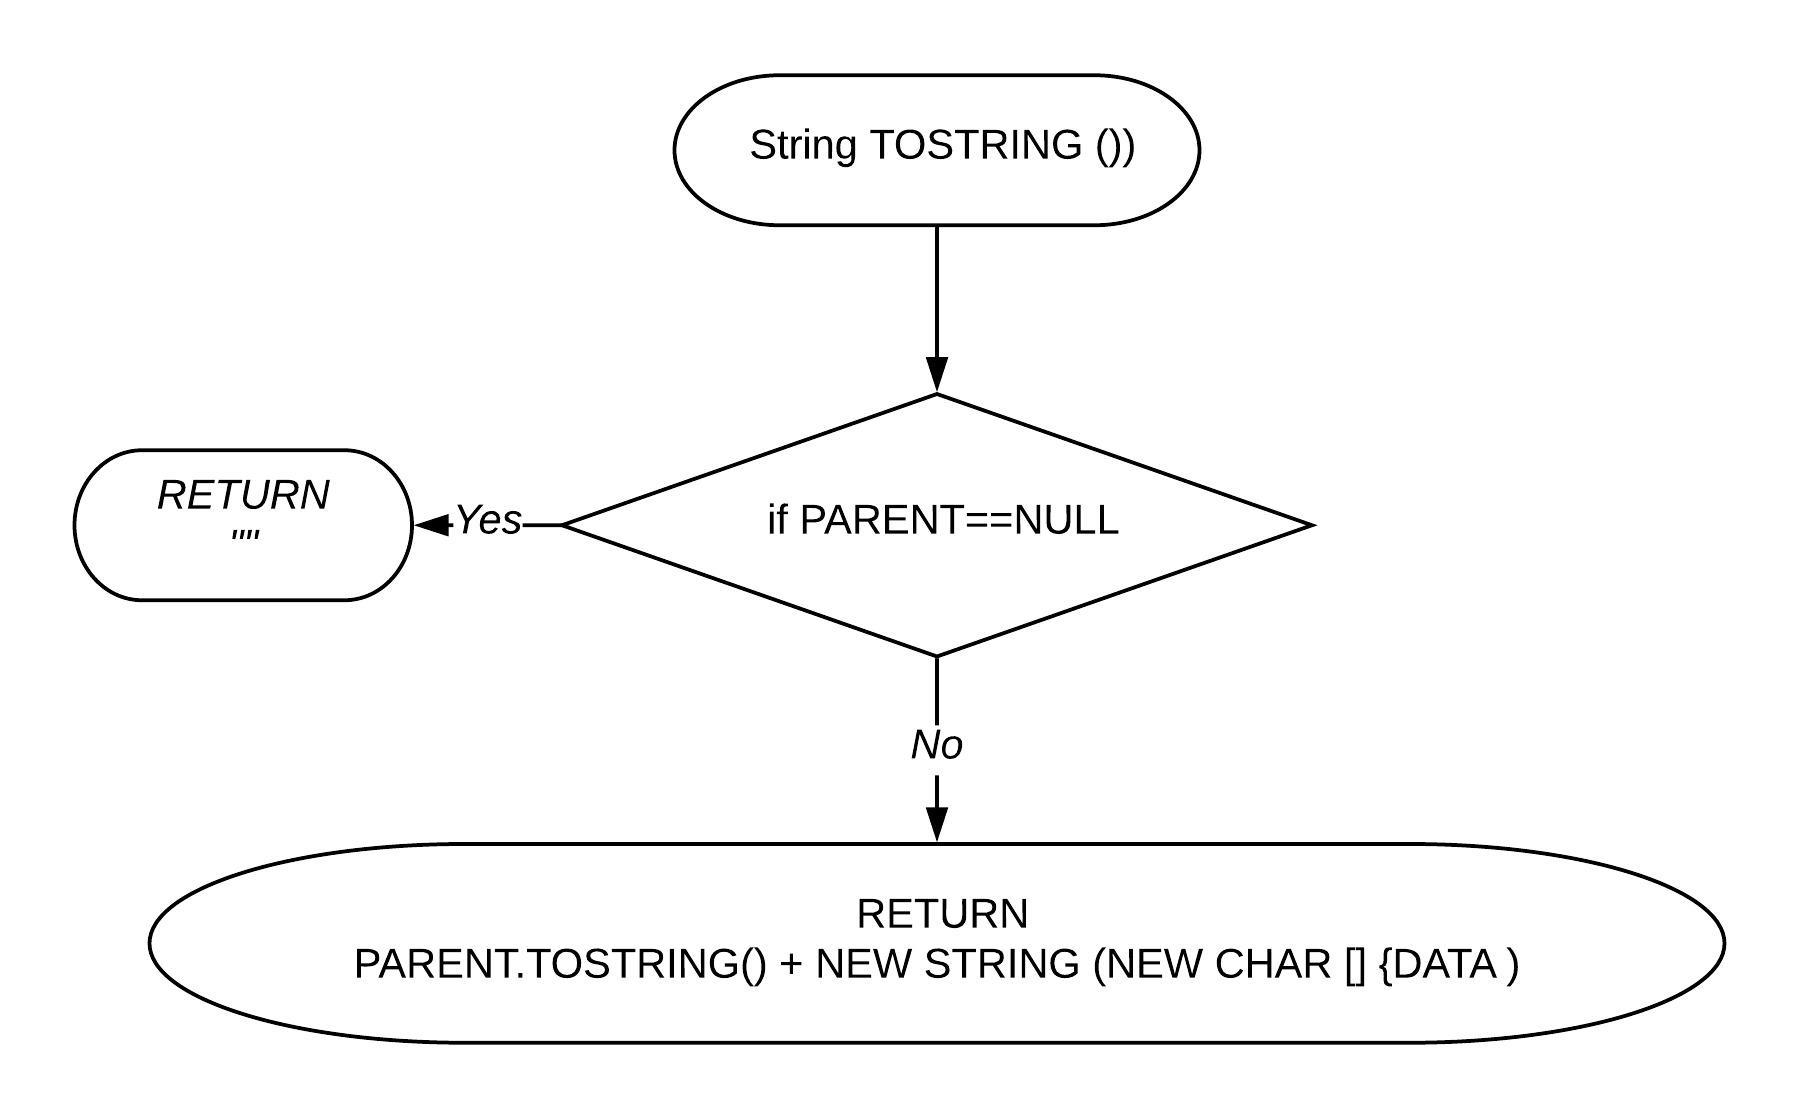 String TOSTRING ())
if PARENT==NULL
Yes
RETURN
""
No
RETURN
PARENT.TOSTRING() + NEW STRING (NEW CHAR [] {DATA )